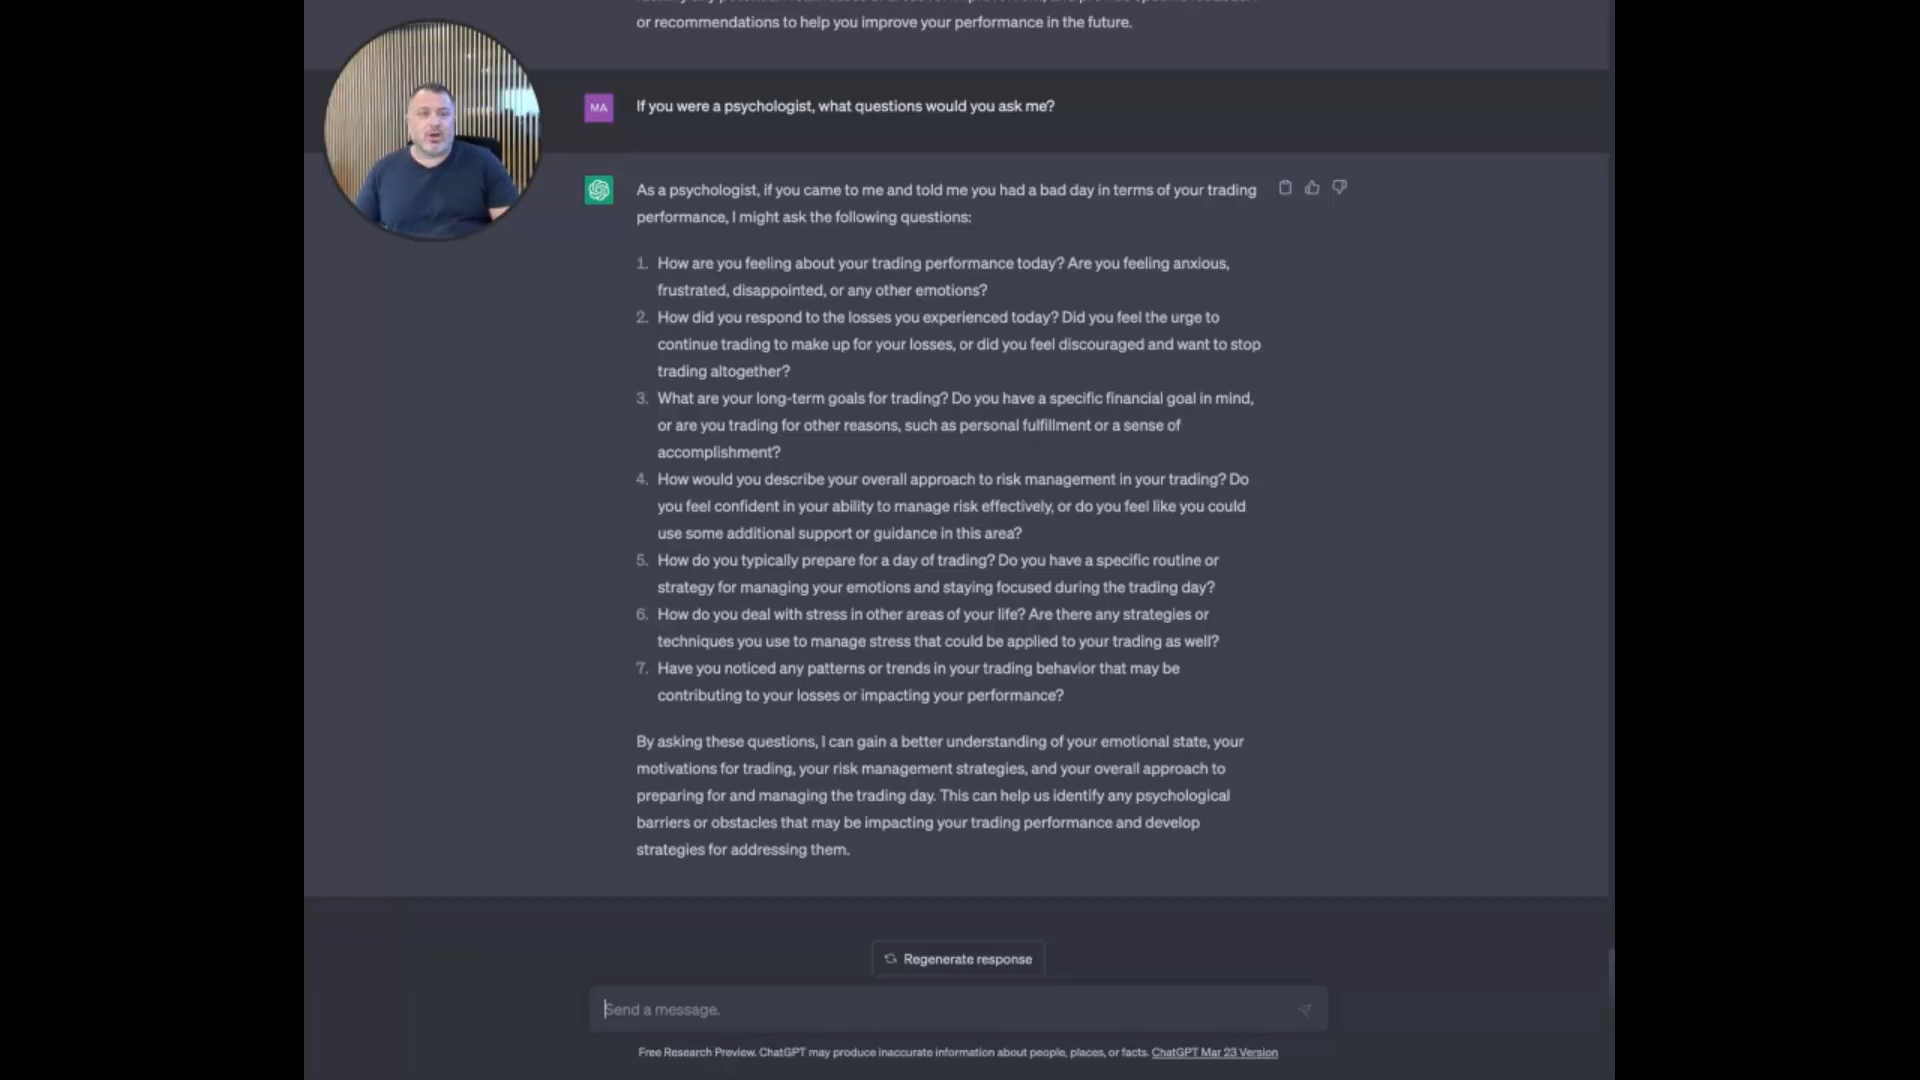 or recommendations to help you improve your performance in the future.
MA
If you were a psychologist, what questions would you ask me?
As a psychologist, if you came to me and told me you had a bad day in terms of your trading
performance, I might ask the following questions:
1. How are you feeling about your trading performance today? Are you feeling anxious,
frustrated, disappointed, or any other emotions?
2. How did you respond to the losses you experienced today? Did you feel the urge to
continue trading to make up for your losses, or did you feel discouraged and want to stop
trading altogether?
3. What are your long-term goals for trading? Do you have a specific financial goal in mind,
or are you trading for other reasons, such as personal fulfillment or a sense of
accomplishment?
4. How would you describe your overall approach to risk management in your trading? Do
you feel confident in your ability to manage risk effectively, or do you feel like you could
use some additional support or guidance in this area?
5. How do you typically prepare for a day of trading? Do you have a specific routine or
strategy for managing your emotions and staying focused during the trading day?
6. How do you deal with stress in other areas of your life? Are there any strategies or
techniques you use to manage stress that could be applied to your trading as well?
7. Have you noticed any patterns or trends in your trading behavior that may be
contributing to your losses or impacting your performance?
By asking these questions, I can gain a better understanding of your emotional state, your
motivations for trading, your risk management strategies, and your overall approach to
preparing for and managing the trading day. This can help us identify any psychological
barriers or obstacles that may be impacting your trading performance and develop
strategies for addressing them.
Regenerate response
Send a message.
Free Research Preview. ChatGPT may produce inaccurate information about people, places, or facts. ChatGPT Mar 23 Version